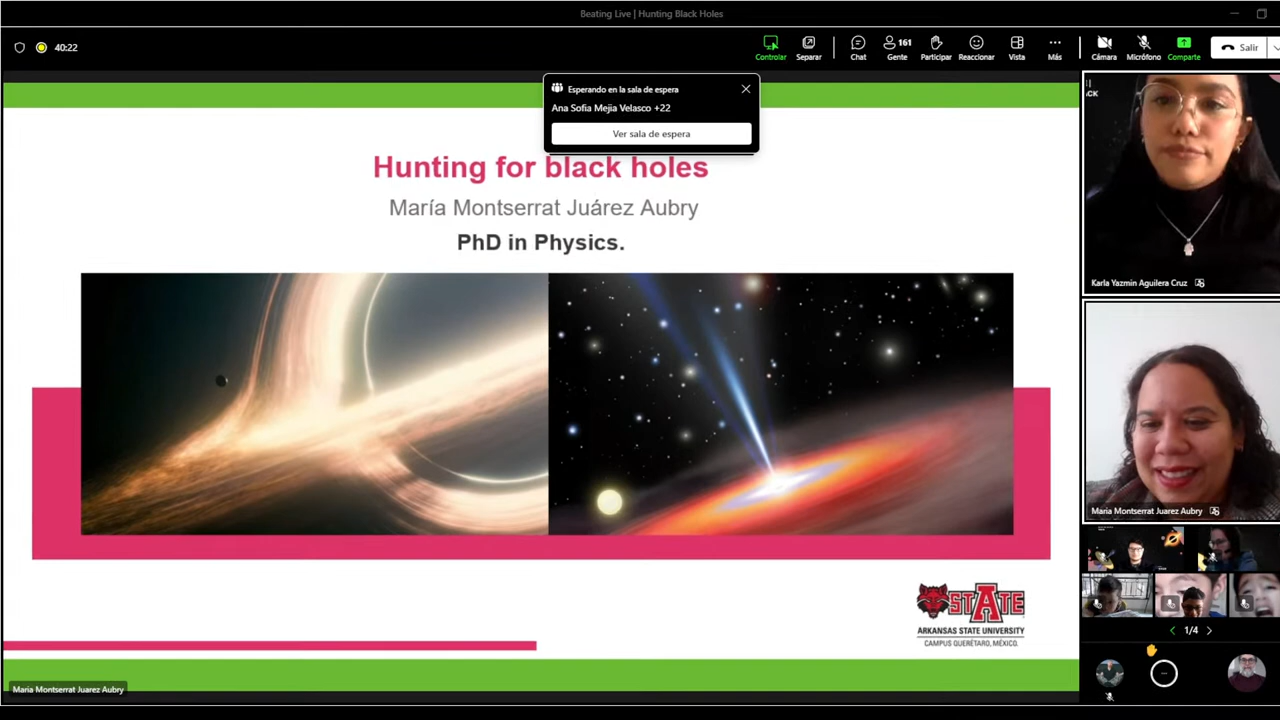 Beating Live | Hunting Black Holes
40:22
Controlar
Separar
Chat
161
Gente
Participar
Reaccionar
Vista
Más
Cámara
Micrófono
Comparte
Salir
Esperando en la sala de espera
Ana Sofia Mejia Velasco +22
Ver sala de espera
Hunting for black holes
María Montserrat Juárez Aubry
PhD in Physics.
CK
Karla Yazmin Aguilera Cruz
Maria Montserrat Juarez Aubry
1/4
STATE
ARKANSAS STATE UNIVERSITY
CAMPUS QUERÉTARO, MÉXICO.
Maria Montserrat Juarez Aubry